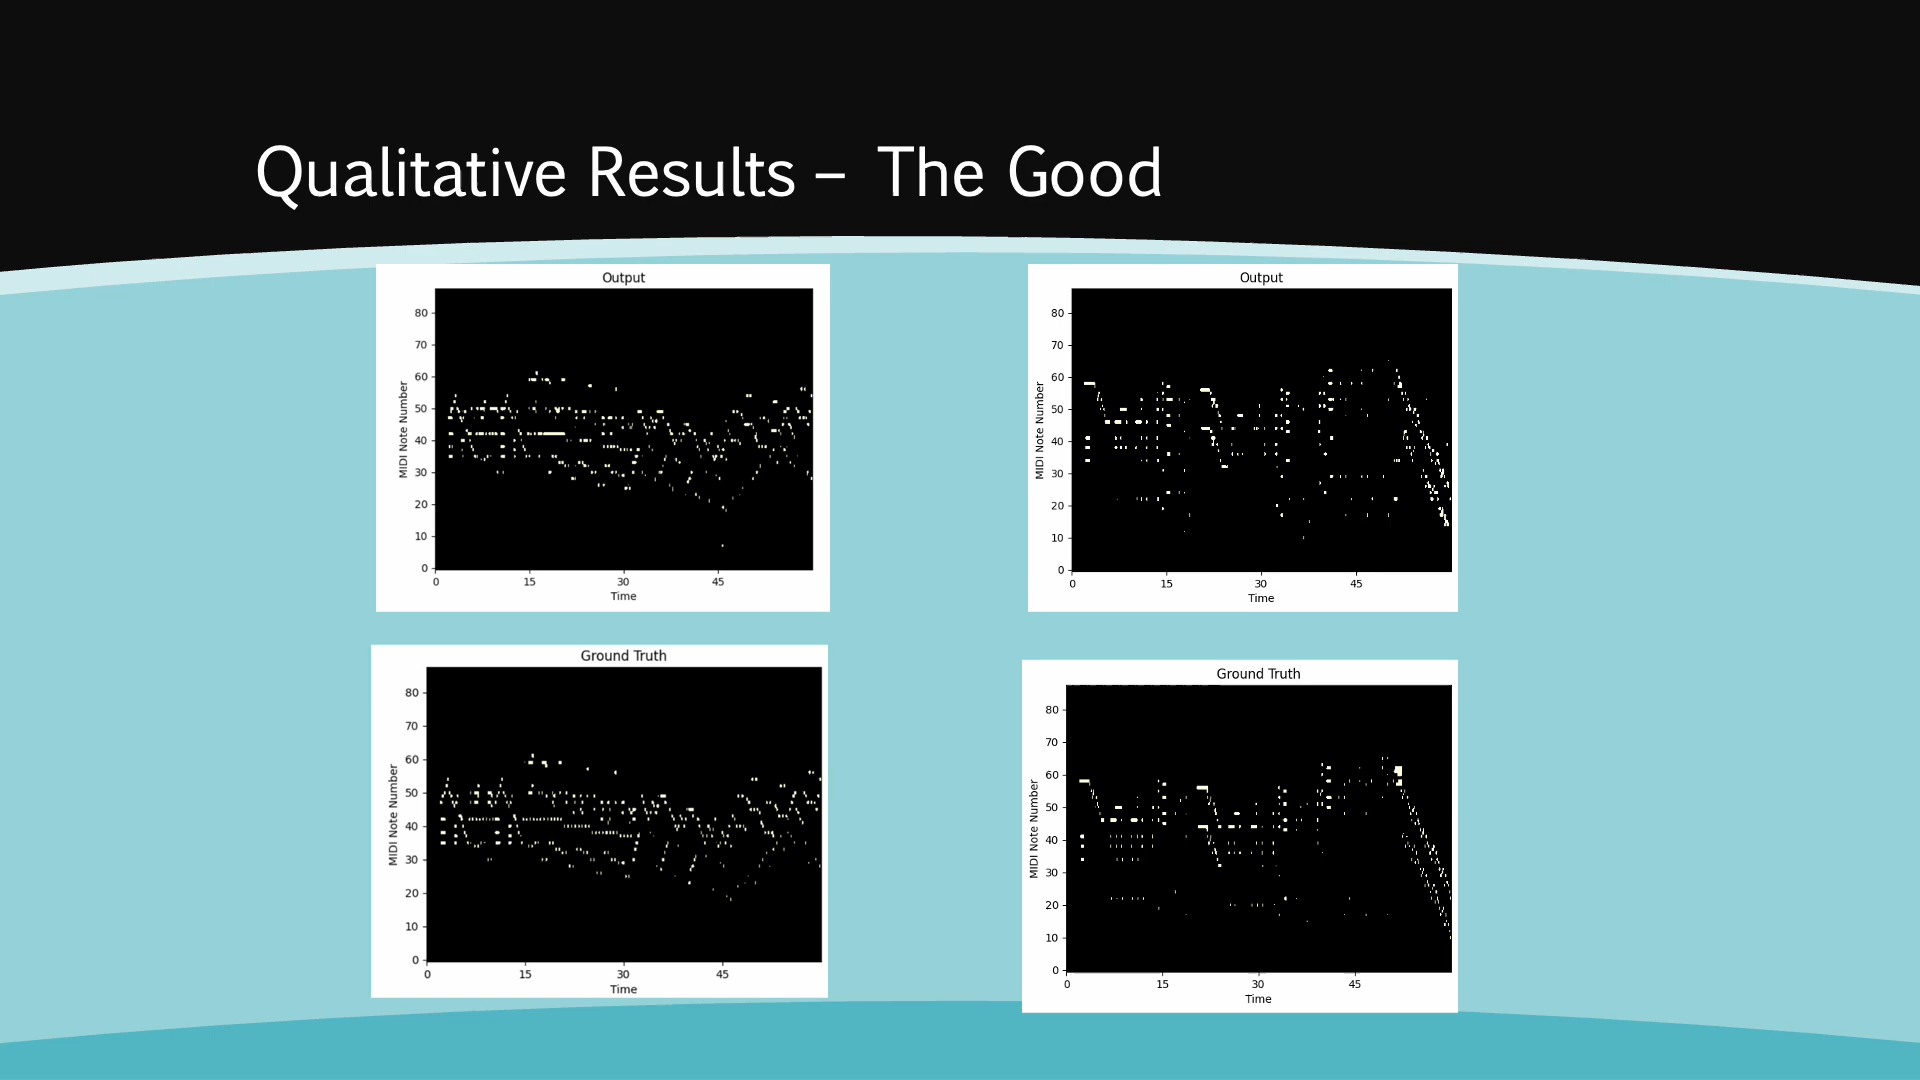 Qualitative Results – The Good
Output
80
70
60
50
40
30
20
10
0
MIDI Note Number
0 15 30 45
Time
Output
80
70
60
50
40
30
20
10
0
MIDI Note Number
0 15 30 45
Time
Ground Truth
80
70
60
50
40
30
20
10
0
MIDI Note Number
0 15 30 45
Time
Ground Truth
80
70
60
50
40
30
20
10
0
MIDI Note Number
0 15 30 45
Time